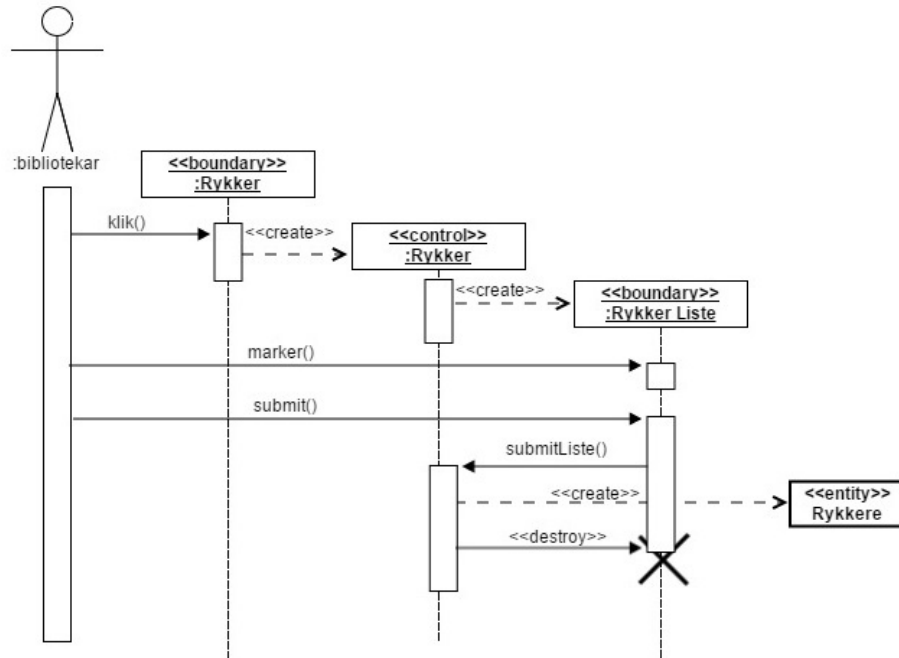 :bibliotekar
<<boundary>>
:Rykker
klik()
<<create>>
<<control>>
:Rykker
<<create>>
<<boundary>>
:Rykker Liste
marker()
submit()
submitListe()
<<create>>
<<entity>>
Rykkere
<<destroy>>